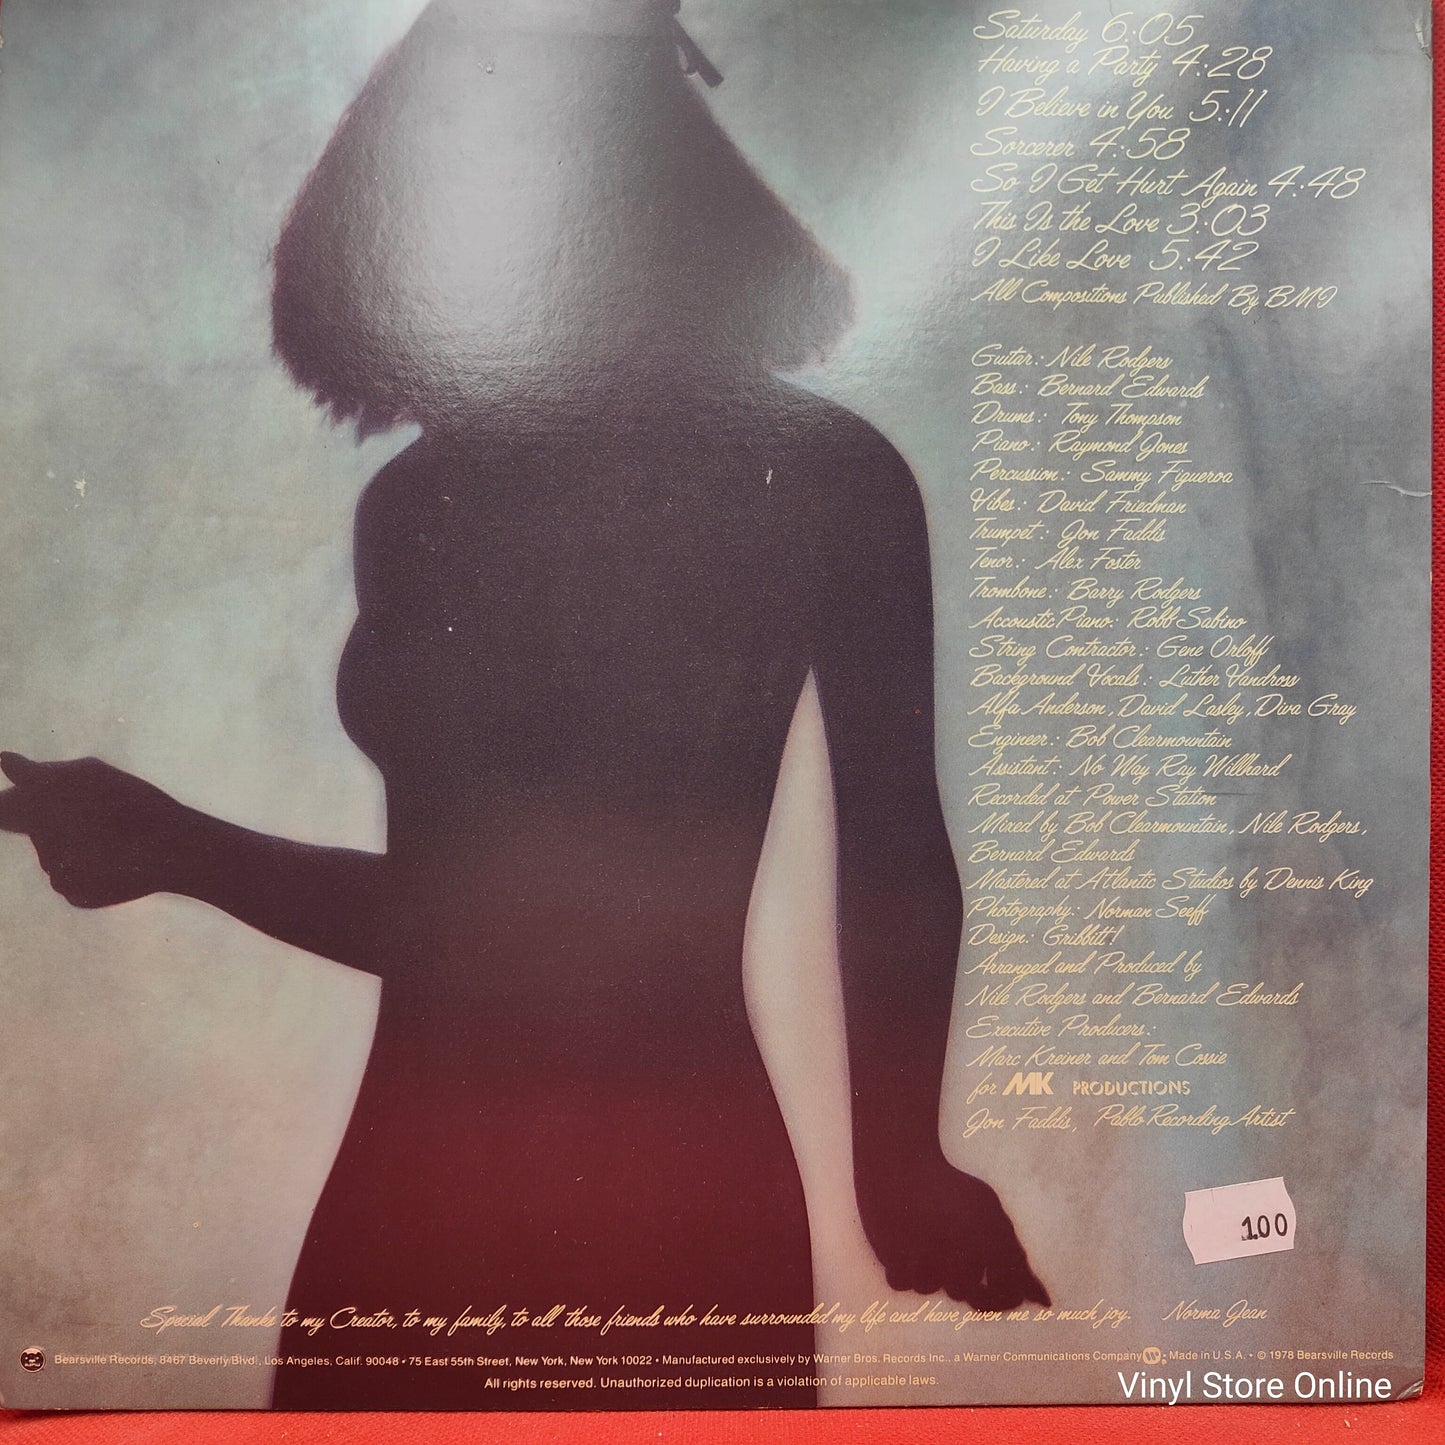 Saturday 6:05
Having a Party 4:28
I Believe in You 5:11
Sorcerer 4:58
So I Get Hurt Again 4:48
This Is the Love 3:03
I Like Love 5:42
All Compositions Published By BMI
Guitar: Nile Rodgers
Bass: Bernard Edwards
Drums: Tony Thompson
Piano: Raymond Jones
Percussion: Sammy Figueroa
Vibes: David Friedman
Trumpet: Jon Faddis
Tenor: Alex Foster
Trombone: Barry Rodgers
Accoustic Piano: Robb Sabino
String Contractor: Gene Orloff
Background Vocals: Luther Vandross
Alfa Anderson, David Lasley, Diva Gray
Engineer: Bob Clearmountain
Assistant: No Way Ray Willhard
Recorded at Power Station
Mixed by Bob Clearmountain, Nile Rodgers,
Bernard Edwards
Mastered at Atlantic Studios by Dennis King
Photography: Norman Seeff
Design: Gribbitt!
Arranged and Produced by
Nile Rodgers and Bernard Edwards
Executive Producers:
Marc Kreiner and Tom Cossie
for MK PRODUCTIONS
Jon Faddis, Pablo Recording Artist
100
Special Thanks to my Creator, to my family, to all those friends who have surrounded my life and have given me so much joy. Norma Jean
Bearsville Records, 8467 Beverly Blvd., Los Angeles, Calif. 90048 • 75 East 55th Street, New York, New York 10022 • Manufactured exclusively by Warner Bros. Records Inc., a Warner Communications Company • Made in U.S.A. • © 1978 Bearsville Records
All rights reserved. Unauthorized duplication is a violation of applicable laws.
Vinyl Store Online